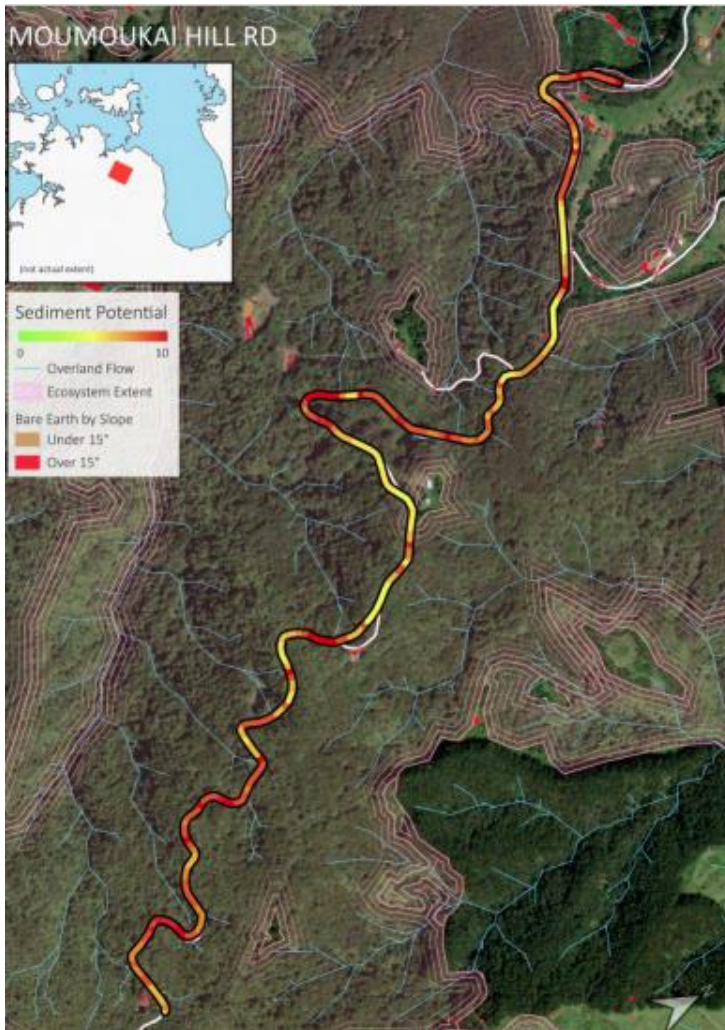 MOUMOUKAI HILL RD
(not actual extent)
Sediment Potential
0 10
Overland Flow
Ecosystem Extent
Bare Earth by Slope
Under 15°
Over 15°